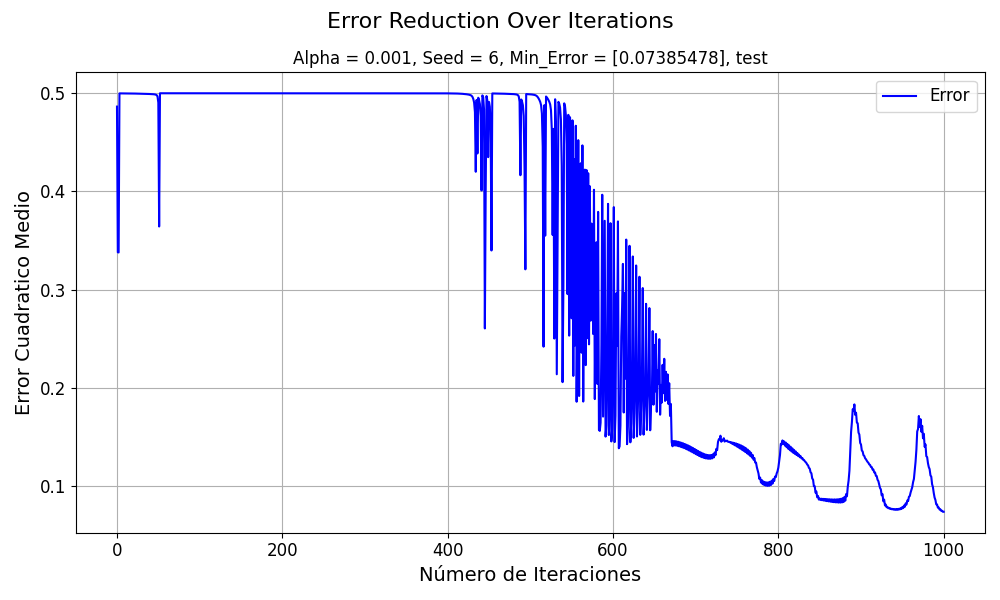 Error Reduction Over Iterations
Alpha = 0.001, Seed = 6, Min_Error = [0.07385478], test
Error
Error Cuadratico Medio
0.5
0.4
0.3
0.2
0.1
0 200 400 600 800 1000
Número de Iteraciones